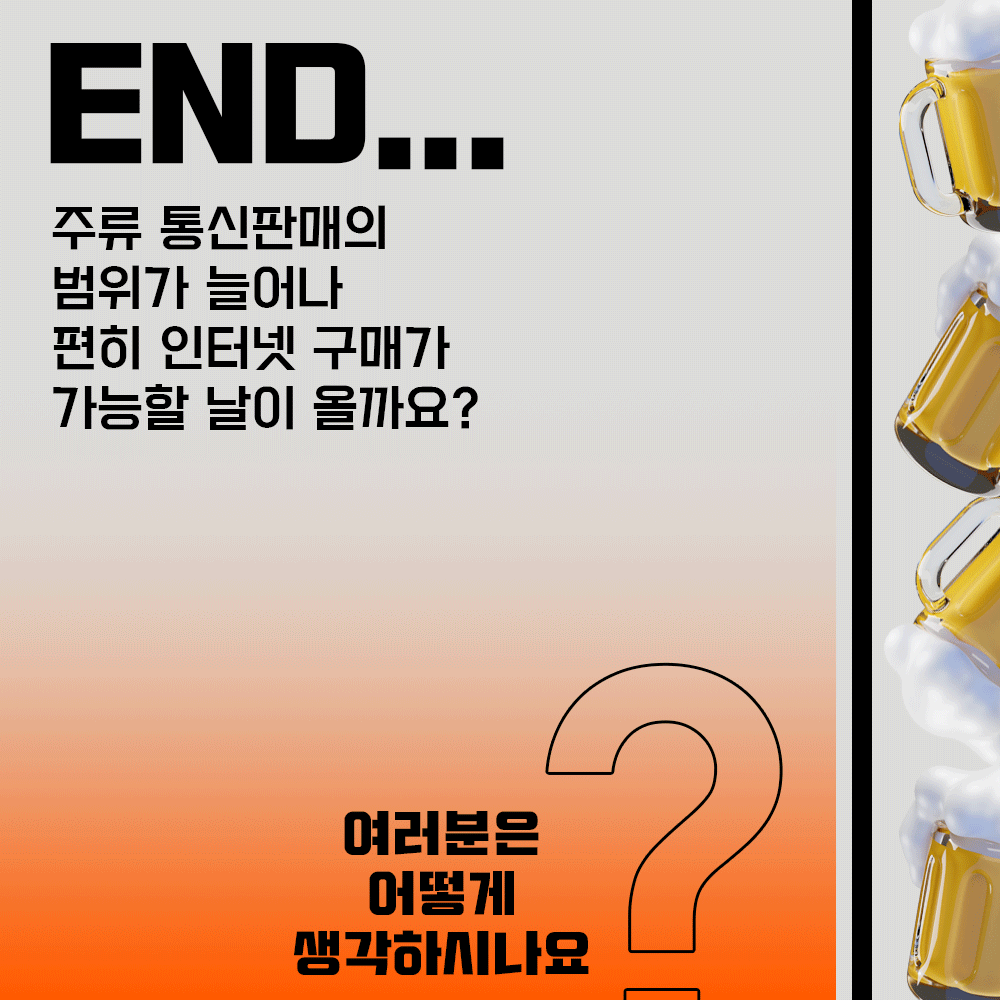 END...
주류 통신판매의
범위가 늘어나
편히 인터넷 구매가
가능할 날이 올까요?
여러분은
어떻게
생각하시나요
?